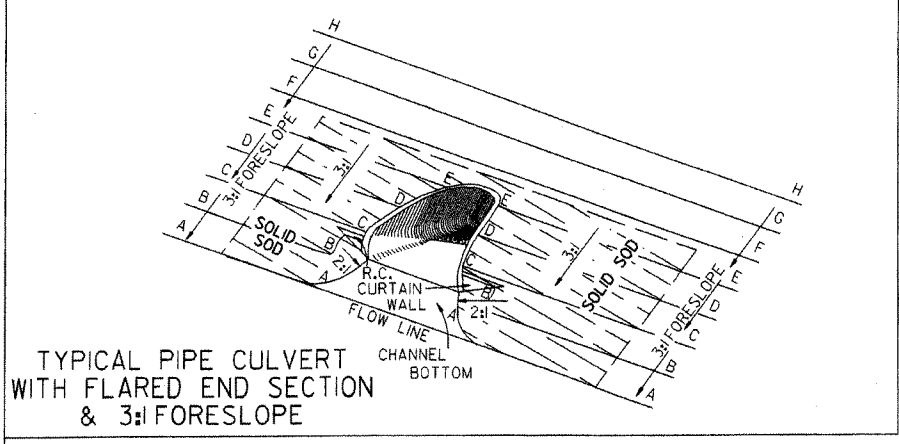 H
G
F
E
D
C
B
A
3:1 FORESLOPE
3:1
SOLID
SOD
2:1
A
B
C
D
E
E
D
C
B
A
2:1
R.C.
CURTAIN
WALL
FLOW LINE
CHANNEL
BOTTOM
3:1
SOLID SOD
H
G
F
E
D
C
B
A
3:1 FORESLOPE
TYPICAL PIPE CULVERT
WITH FLARED END SECTION
& 3:1 FORESLOPE